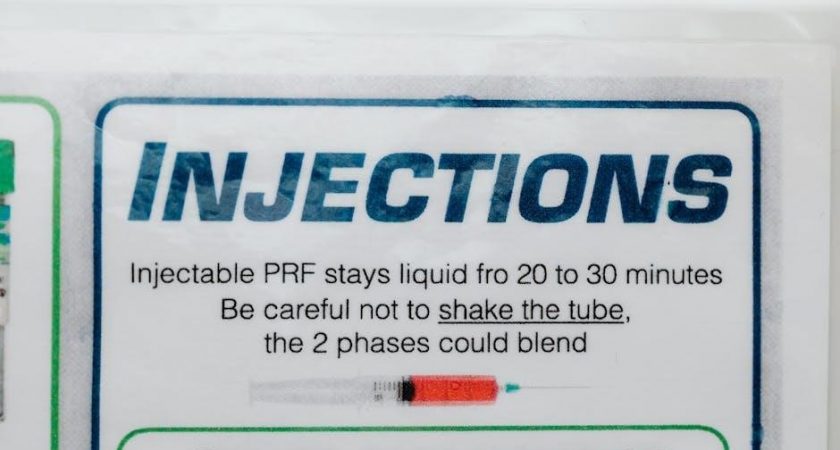 INJECTIONS
Injectable PRF stays liquid fro 20 to 30 minutes
Be careful not to shake the tube,
the 2 phases could blend